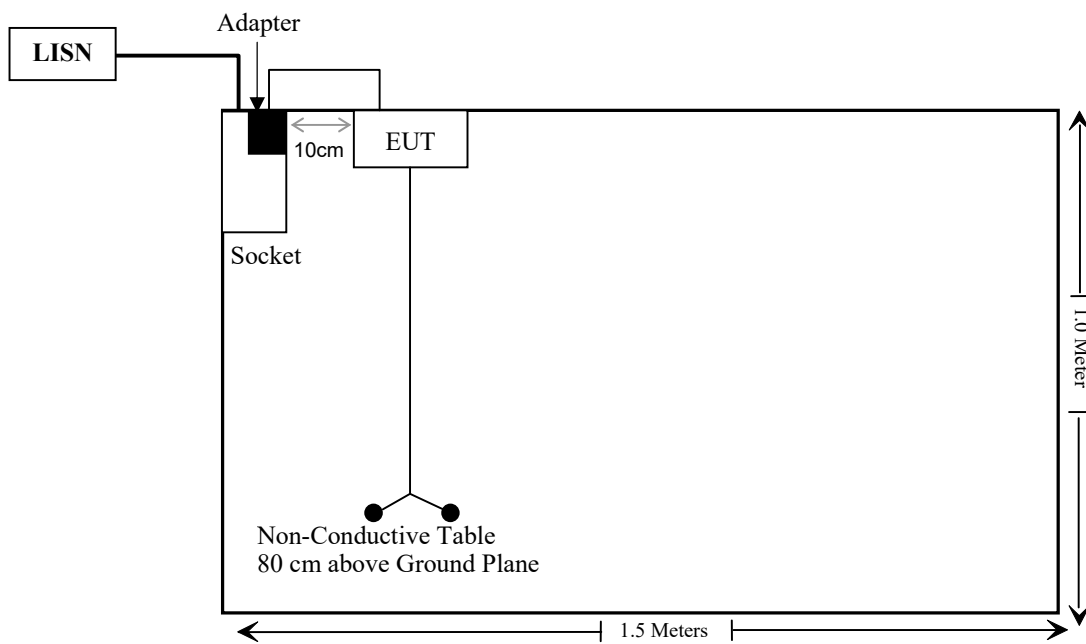 Adapter
LISN
EUT
10cm
Socket
1.0 Meter
Non-Conductive Table
80 cm above Ground Plane
1.5 Meters